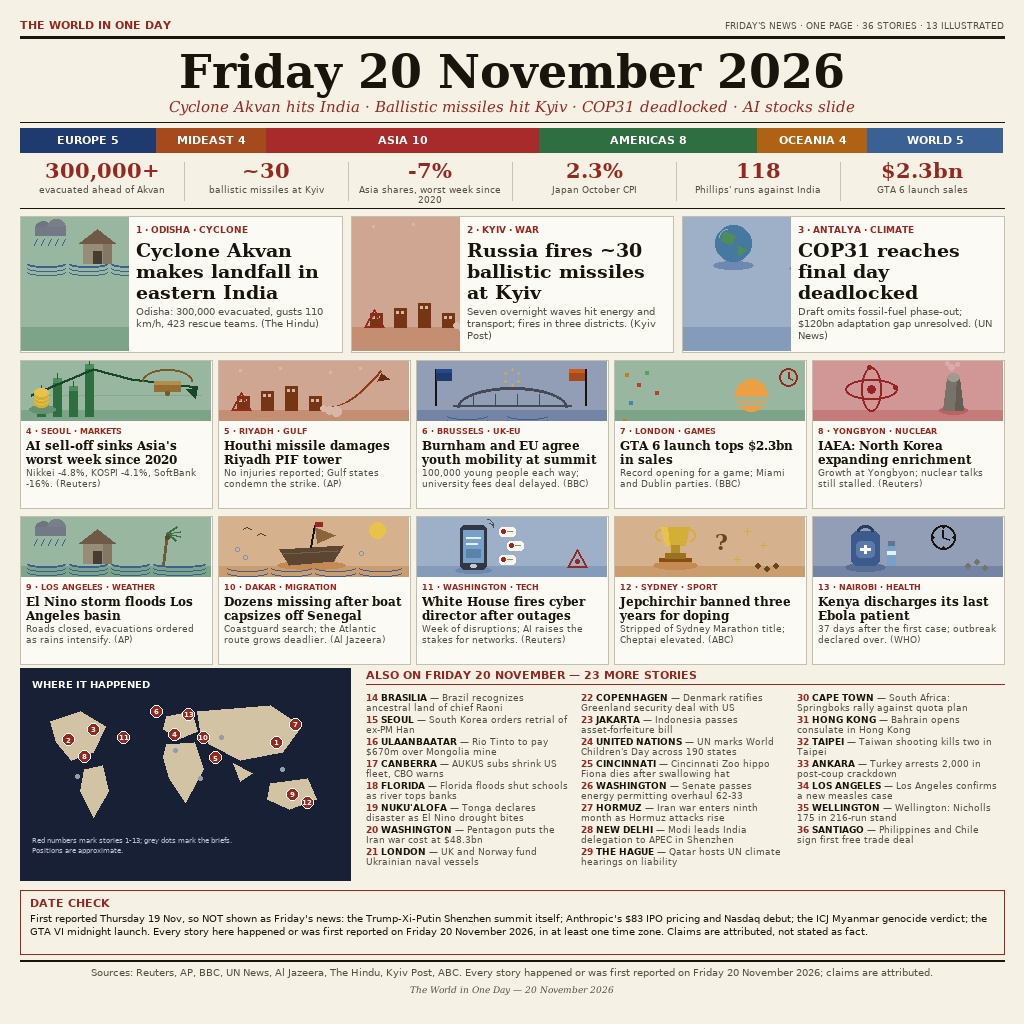 THE WORLD IN ONE DAY
FRIDAY'S NEWS · ONE PAGE · 36 STORIES · 13 ILLUSTRATED
Friday 20 November 2026
Cyclone Akvan hits India · Ballistic missiles hit Kyiv · COP31 deadlocked · AI stocks slide
EUROPE 5
MIDEAST 4
ASIA 10
AMERICAS 8
OCEANIA 4
WORLD 5
300,000+
evacuated ahead of Akvan
~30
ballistic missiles at Kyiv
-7%
Asia shares, worst week since
2020
2.3%
Japan October CPI
118
Phillips' runs against India
$2.3bn
GTA 6 launch sales
1 · ODISHA · CYCLONE
Cyclone Akvan
makes landfall in
eastern India
Odisha: 300,000 evacuated, gusts 110
km/h, 423 rescue teams. (The Hindu)
2 · KYIV · WAR
Russia fires ~30
ballistic missiles
at Kyiv
Seven overnight waves hit energy and
transport; fires in three districts. (Kyiv
Post)
3 · ANTALYA · CLIMATE
COP31 reaches
final day
deadlocked
Draft omits fossil-fuel phase-out;
$120bn adaptation gap unresolved. (UN
News)
4 · SEOUL · MARKETS
AI sell-off sinks Asia's
worst week since 2020
Nikkei -4.8%, KOSPI -4.1%, SoftBank
-16%. (Reuters)
5 · RIYADH · GULF
Houthi missile damages
Riyadh PIF tower
No injuries reported; Gulf states
condemn the strike. (AP)
6 · BRUSSELS · UK-EU
Burnham and EU agree
youth mobility at summit
100,000 young people each way;
university fees deal delayed. (BBC)
7 · LONDON · GAMES
GTA 6 launch tops $2.3bn
in sales
Record opening for a game; Miami
and Dublin parties. (BBC)
8 · YONGBYON · NUCLEAR
IAEA: North Korea
expanding enrichment
Growth at Yongbyon; nuclear talks
still stalled. (Reuters)
9 · LOS ANGELES · WEATHER
El Nino storm floods Los
Angeles basin
Roads closed, evacuations ordered
as rains intensify. (AP)
10 · DAKAR · MIGRATION
Dozens missing after boat
capsizes off Senegal
Coastguard search; the Atlantic
route grows deadlier. (Al Jazeera)
11 · WASHINGTON · TECH
White House fires cyber
director after outages
Week of disruptions; AI raises the
stakes for networks. (Reuters)
?
12 · SYDNEY · SPORT
Jepchirchir banned three
years for doping
Stripped of Sydney Marathon title;
Cheptai elevated. (ABC)
13 · NAIROBI · HEALTH
Kenya discharges its last
Ebola patient
37 days after the first case; outbreak
declared over. (WHO)
WHERE IT HAPPENED
6
13
7
3
2
11
4
10
1
8
5
9
12
Red numbers mark stories 1-13; grey dots mark the briefs.
Positions are approximate.
ALSO ON FRIDAY 20 NOVEMBER — 23 MORE STORIES
14 BRASILIA — Brazil recognizes
ancestral land of chief Raoni
15 SEOUL — South Korea orders retrial of
ex-PM Han
16 ULAANBAATAR — Rio Tinto to pay
$670m over Mongolia mine
17 CANBERRA — AUKUS subs shrink US
fleet, CBO warns
18 FLORIDA — Florida floods shut schools
as river tops banks
19 NUKU'ALOFA — Tonga declares
disaster as El Nino drought bites
20 WASHINGTON — Pentagon puts the
Iran war cost at $48.3bn
21 LONDON — UK and Norway fund
Ukrainian naval vessels
22 COPENHAGEN — Denmark ratifies
Greenland security deal with US
23 JAKARTA — Indonesia passes
asset-forfeiture bill
24 UNITED NATIONS — UN marks World
Children's Day across 190 states
25 CINCINNATI — Cincinnati Zoo hippo
Fiona dies after swallowing hat
26 WASHINGTON — Senate passes
energy permitting overhaul 62-33
27 HORMUZ — Iran war enters ninth
month as Hormuz attacks rise
28 NEW DELHI — Modi leads India
delegation to APEC in Shenzhen
29 THE HAGUE — Qatar hosts UN climate
hearings on liability
30 CAPE TOWN — South Africa:
Springboks rally against quota plan
31 HONG KONG — Bahrain opens
consulate in Hong Kong
32 TAIPEI — Taiwan shooting kills two in
Taipei
33 ANKARA — Turkey arrests 2,000 in
post-coup crackdown
34 LOS ANGELES — Los Angeles confirms
a new measles case
35 WELLINGTON — Wellington: Nicholls
175 in 216-run stand
36 SANTIAGO — Philippines and Chile
sign first free trade deal
DATE CHECK
First reported Thursday 19 Nov, so NOT shown as Friday's news: the Trump-Xi-Putin Shenzhen summit itself; Anthropic's $83 IPO pricing and Nasdaq debut; the ICJ Myanmar genocide verdict; the
GTA VI midnight launch. Every story here happened or was first reported on Friday 20 November 2026, in at least one time zone. Claims are attributed, not stated as fact.
Sources: Reuters, AP, BBC, UN News, Al Jazeera, The Hindu, Kyiv Post, ABC. Every story happened or was first reported on Friday 20 November 2026; claims are attributed.
The World in One Day — 20 November 2026